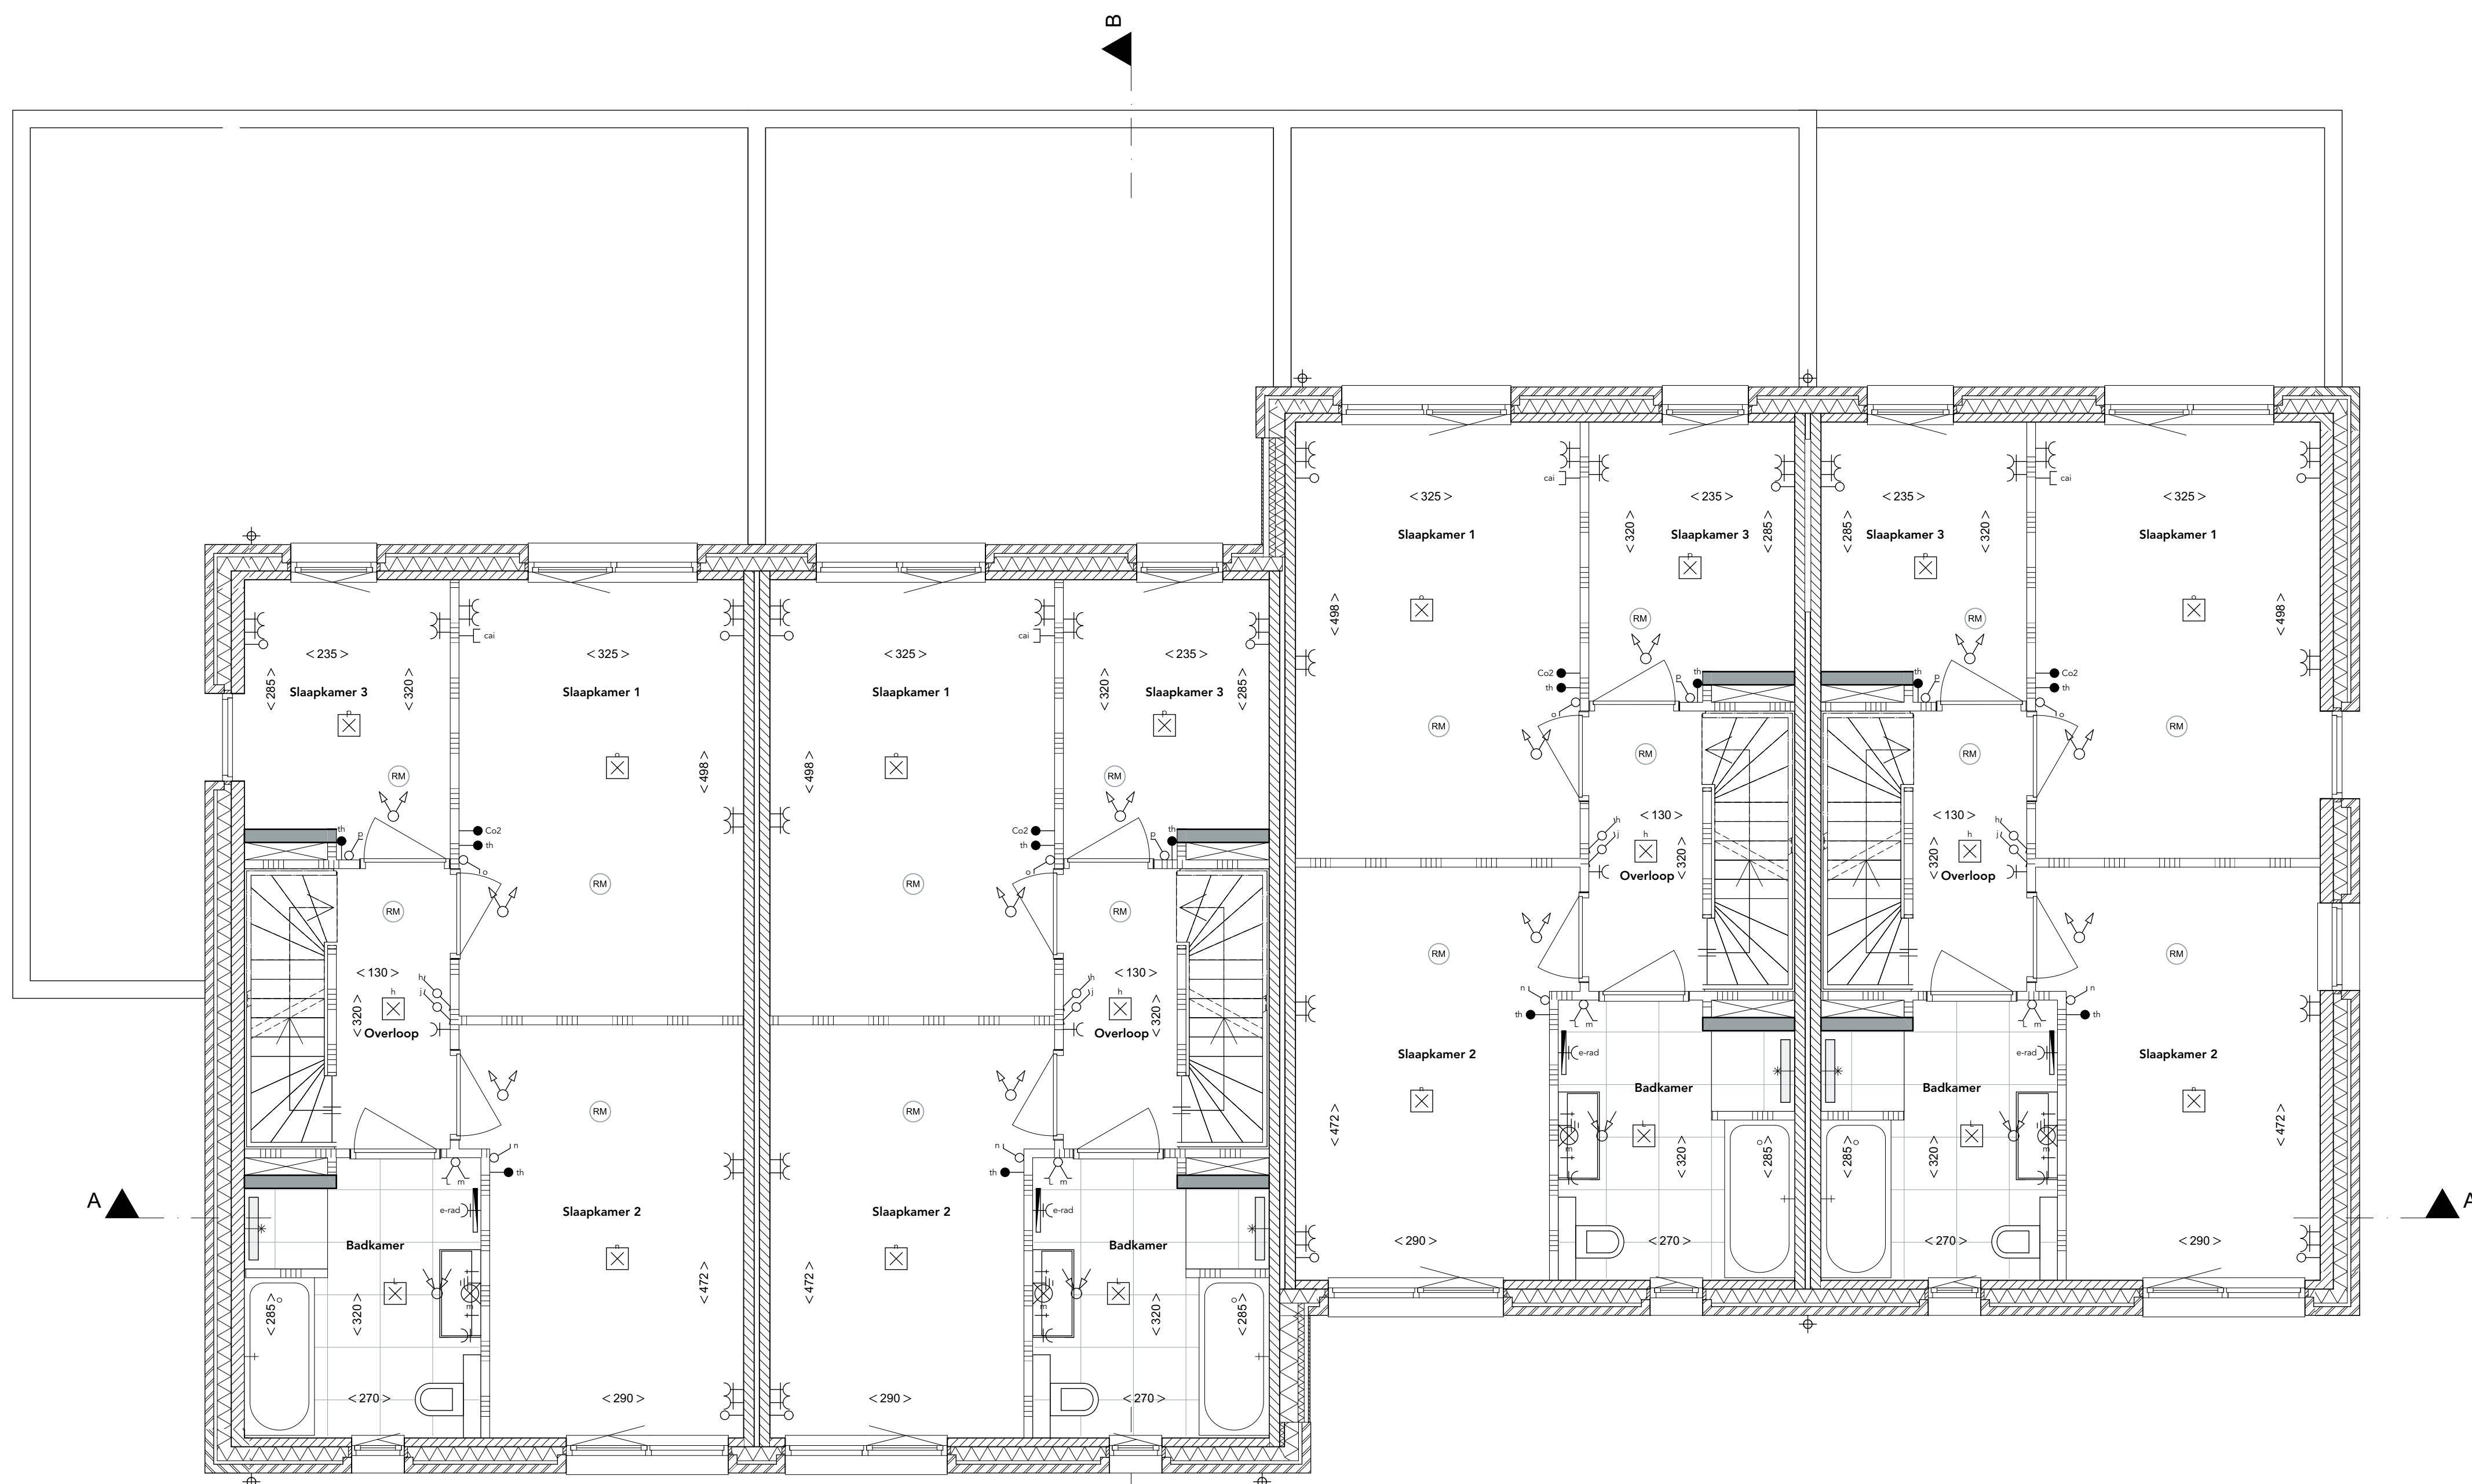 B
<325>
<235>
<235>
<325>
cai
cai
<320>
<285>
<285>
<320>
Slaapkamer 1
Slaapkamer 3
Slaapkamer 3
Slaapkamer 1
p
p
o
o
<498>
<498>
RM
RM
cai
cai
<235>
<325>
<325>
<235>
Co2
Co2
th
th
th
th
p
p
<285>
<320>
<320>
<285>
Slaapkamer 3
Slaapkamer 1
Slaapkamer 1
Slaapkamer 3
o
o
p
p
RM
RM
o
o
RM
RM
<498>
<498>
RM
RM
<130>
<130>
th
Co2
Co2
th
h
j
h
h
h
j
p
th
th
p
<320>
<320>
Overloop
Overloop
o
o
RM
RM
RM
RM
RM
RM
<130>
<130>
h
h
h
h
j
j
n
n
<320>
<320>
th
th
Overloop
Overloop
L m
L m
e-rad
e-rad
Slaapkamer 2
Badkamer
Badkamer
Slaapkamer 2
n
n
RM
RM
<472>
L
L
<472>
m
m
<320>
<285>
<285>
<320>
n
n
th
th
L m
L m
A
A
e-rad
e-rad
Slaapkamer 2
Slaapkamer 2
Badkamer
Badkamer
<290>
<270>
<270>
<290>
n
n
L
L
<472>
<472>
m
m
<285>
<320>
<320>
<285>
<270>
<290>
<290>
<270>